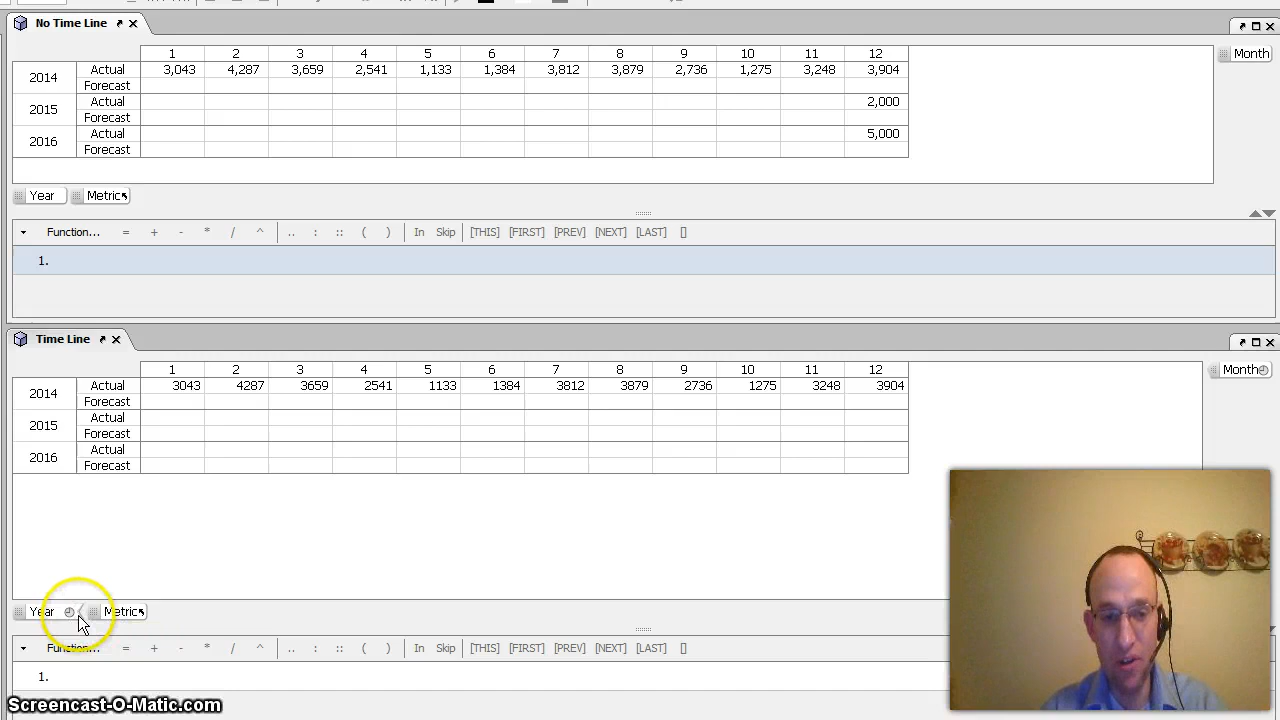 No Time Line
1 2 3 4 5 6 7 8 9 10 11 12 Month
2014 Actual 3,043 4,287 3,659 2,541 1,133 1,384 3,812 3,879 2,736 1,275 3,248 3,904
Forecast
2015 Actual 2,000
Forecast
2016 Actual 5,000
Forecast
Year Metric
Function... = + - * / ^ .. : :: ( ) In Skip [THIS] [FIRST] [PREV] [NEXT] [LAST] []
1.
Time Line
1 2 3 4 5 6 7 8 9 10 11 12 Month
2014 Actual 3043 4287 3659 2541 1133 1384 3812 3879 2736 1275 3248 3904
Forecast
2015 Actual
Forecast
2016 Actual
Forecast
Year Metric
Function... = + - * / ^ .. : :: ( ) In Skip [THIS] [FIRST] [PREV] [NEXT] [LAST] []
1.
Screencast-O-Matic.com